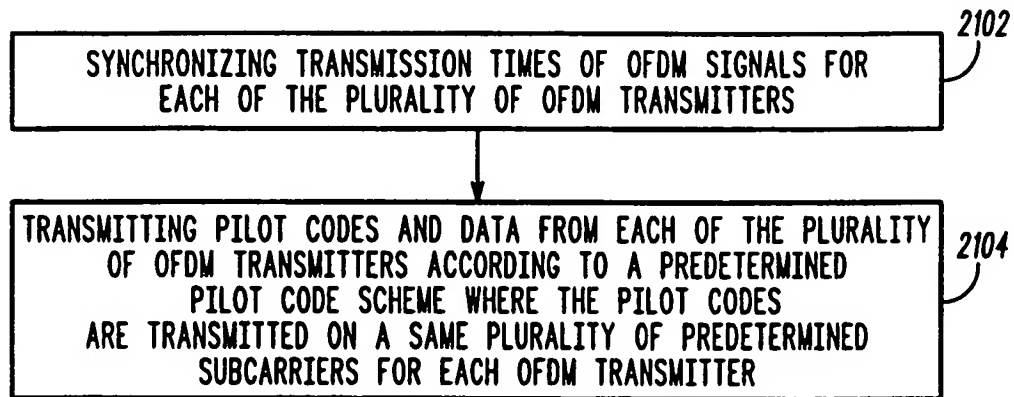 2102
SYNCHRONIZING TRANSMISSION TIMES OF OFDM SIGNALS FOR
EACH OF THE PLURALITY OF OFDM TRANSMITTERS
TRANSMITTING PILOT CODES AND DATA FROM EACH OF THE PLURALITY
OF OFDM TRANSMITTERS ACCORDING TO A PREDETERMINED
PILOT CODE SCHEME WHERE THE PILOT CODES
ARE TRANSMITTED ON A SAME PLURALITY OF PREDETERMINED
SUBCARRIERS FOR EACH OFDM TRANSMITTER
2104